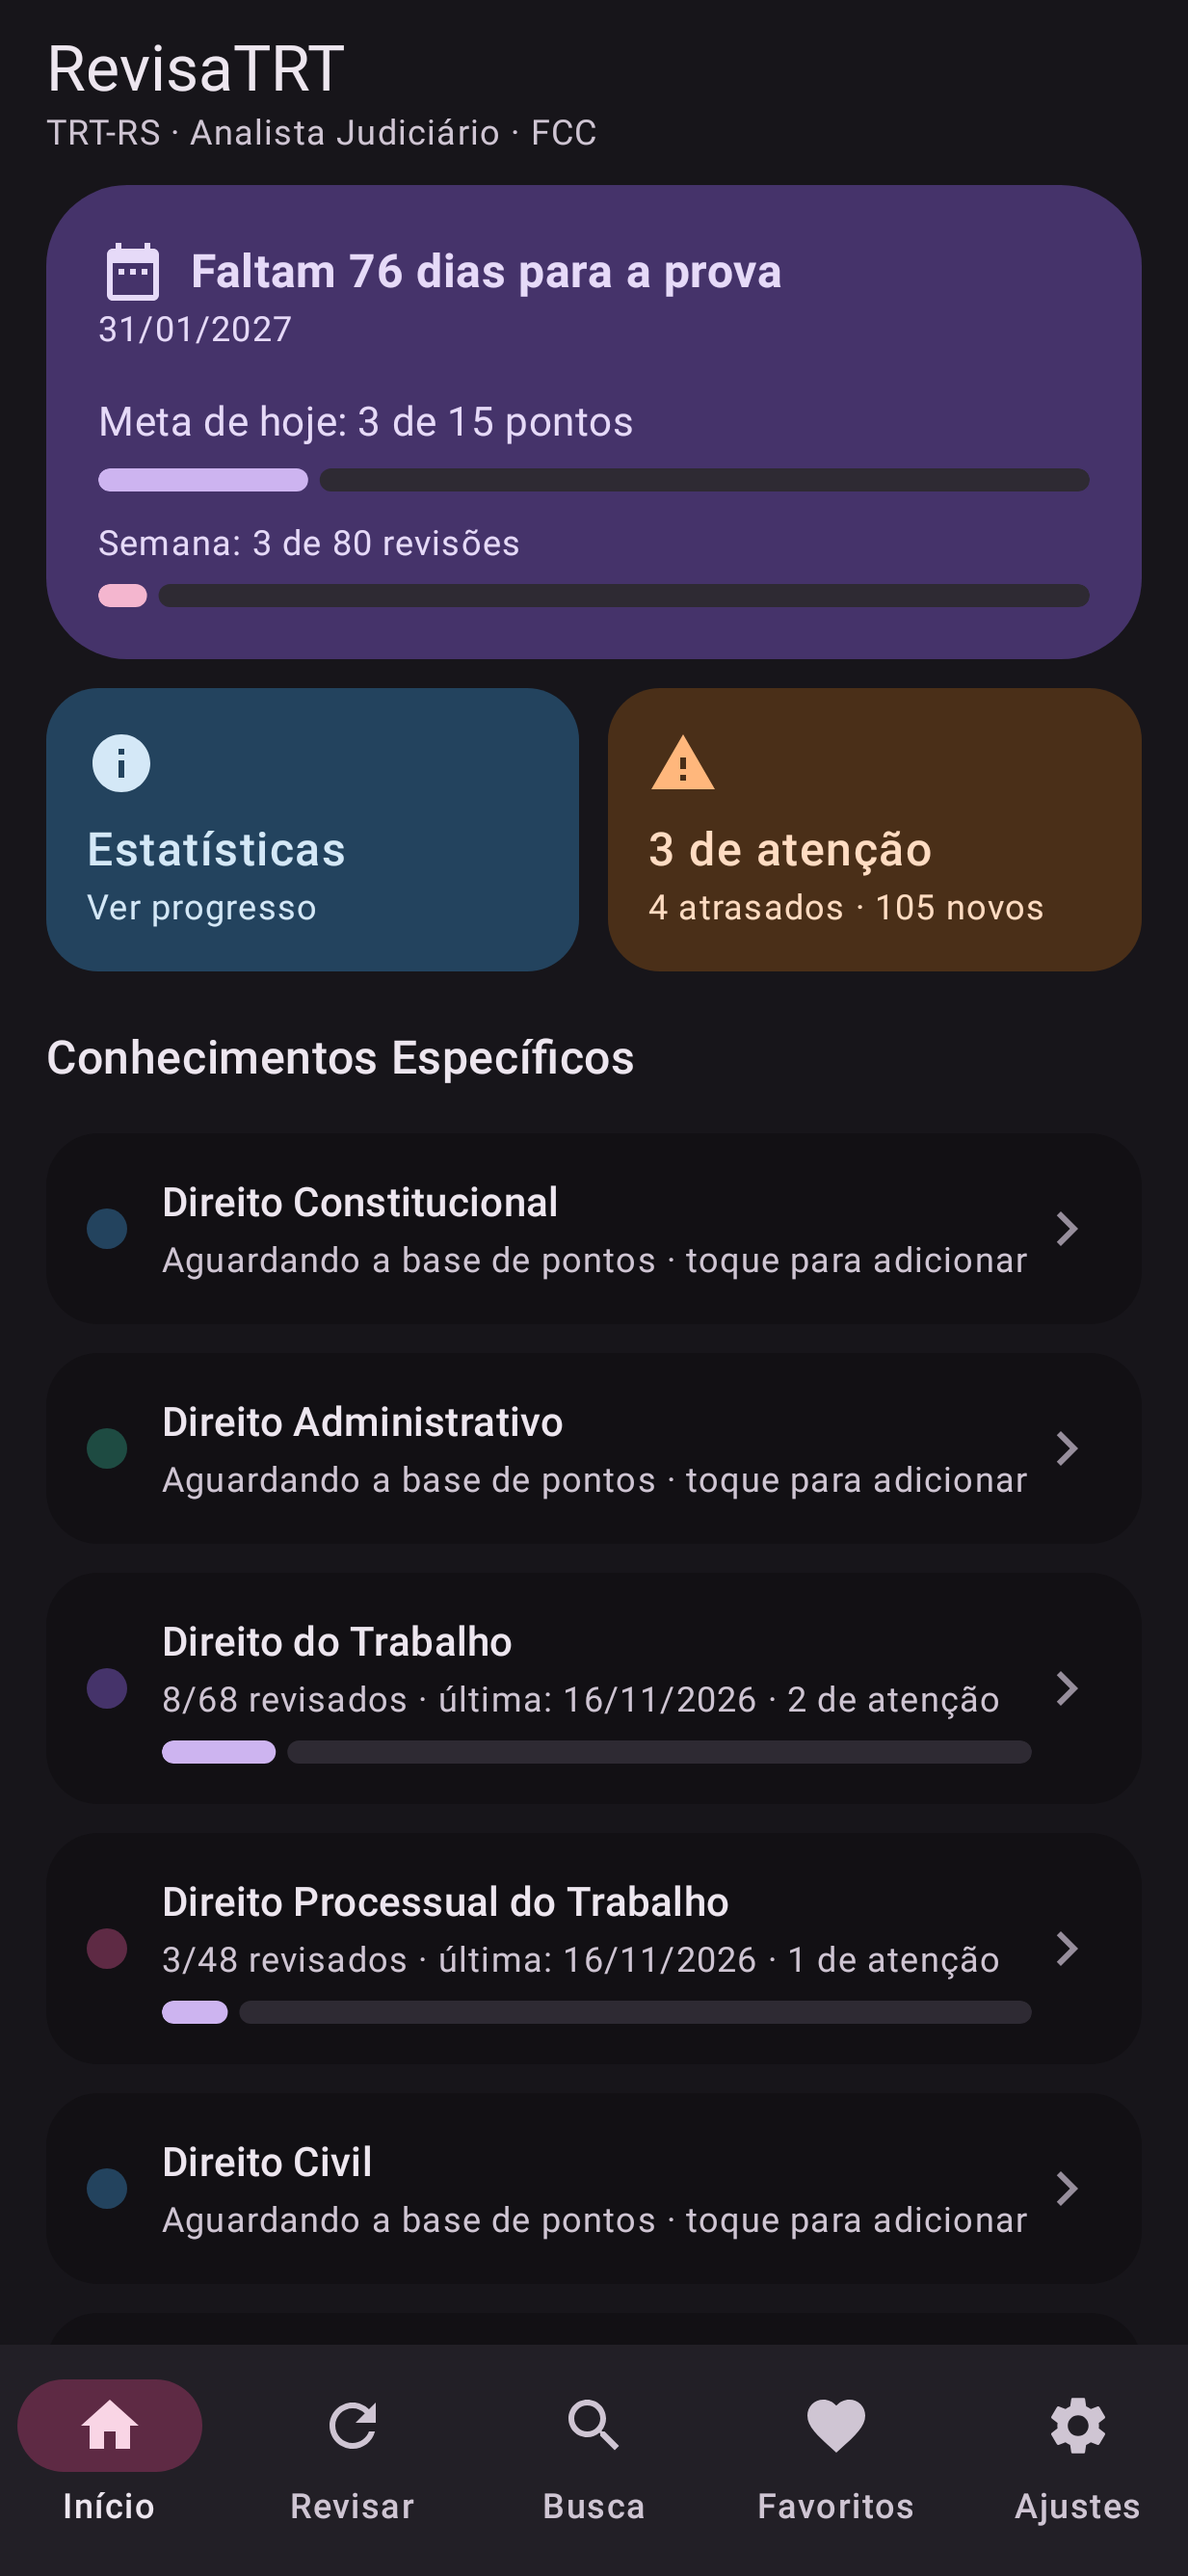 RevisaTRT
TRT-RS · Analista Judiciário · FCC
Faltam 76 dias para a prova
31/01/2027
Meta de hoje: 3 de 15 pontos
Semana: 3 de 80 revisões
Estatísticas
Ver progresso
3 de atenção
4 atrasados · 105 novos
Conhecimentos Específicos
Direito Constitucional
Aguardando a base de pontos · toque para adicionar
Direito Administrativo
Aguardando a base de pontos · toque para adicionar
Direito do Trabalho
8/68 revisados · última: 16/11/2026 · 2 de atenção
Direito Processual do Trabalho
3/48 revisados · última: 16/11/2026 · 1 de atenção
Direito Civil
Aguardando a base de pontos · toque para adicionar
Início
Revisar
Busca
Favoritos
Ajustes